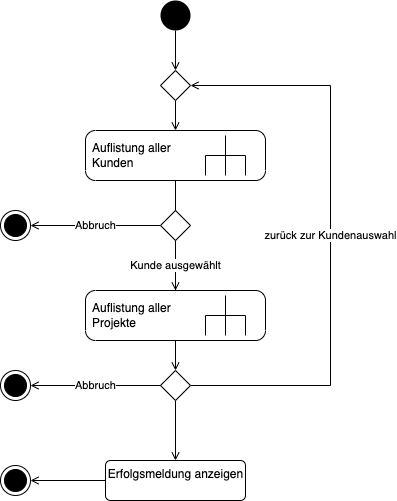 Auflistung aller
Kunden
Abbruch
zurück zur Kundenauswahl
Kunde ausgewählt
Auflistung aller
Projekte
Abbruch
Erfolgsmeldung anzeigen